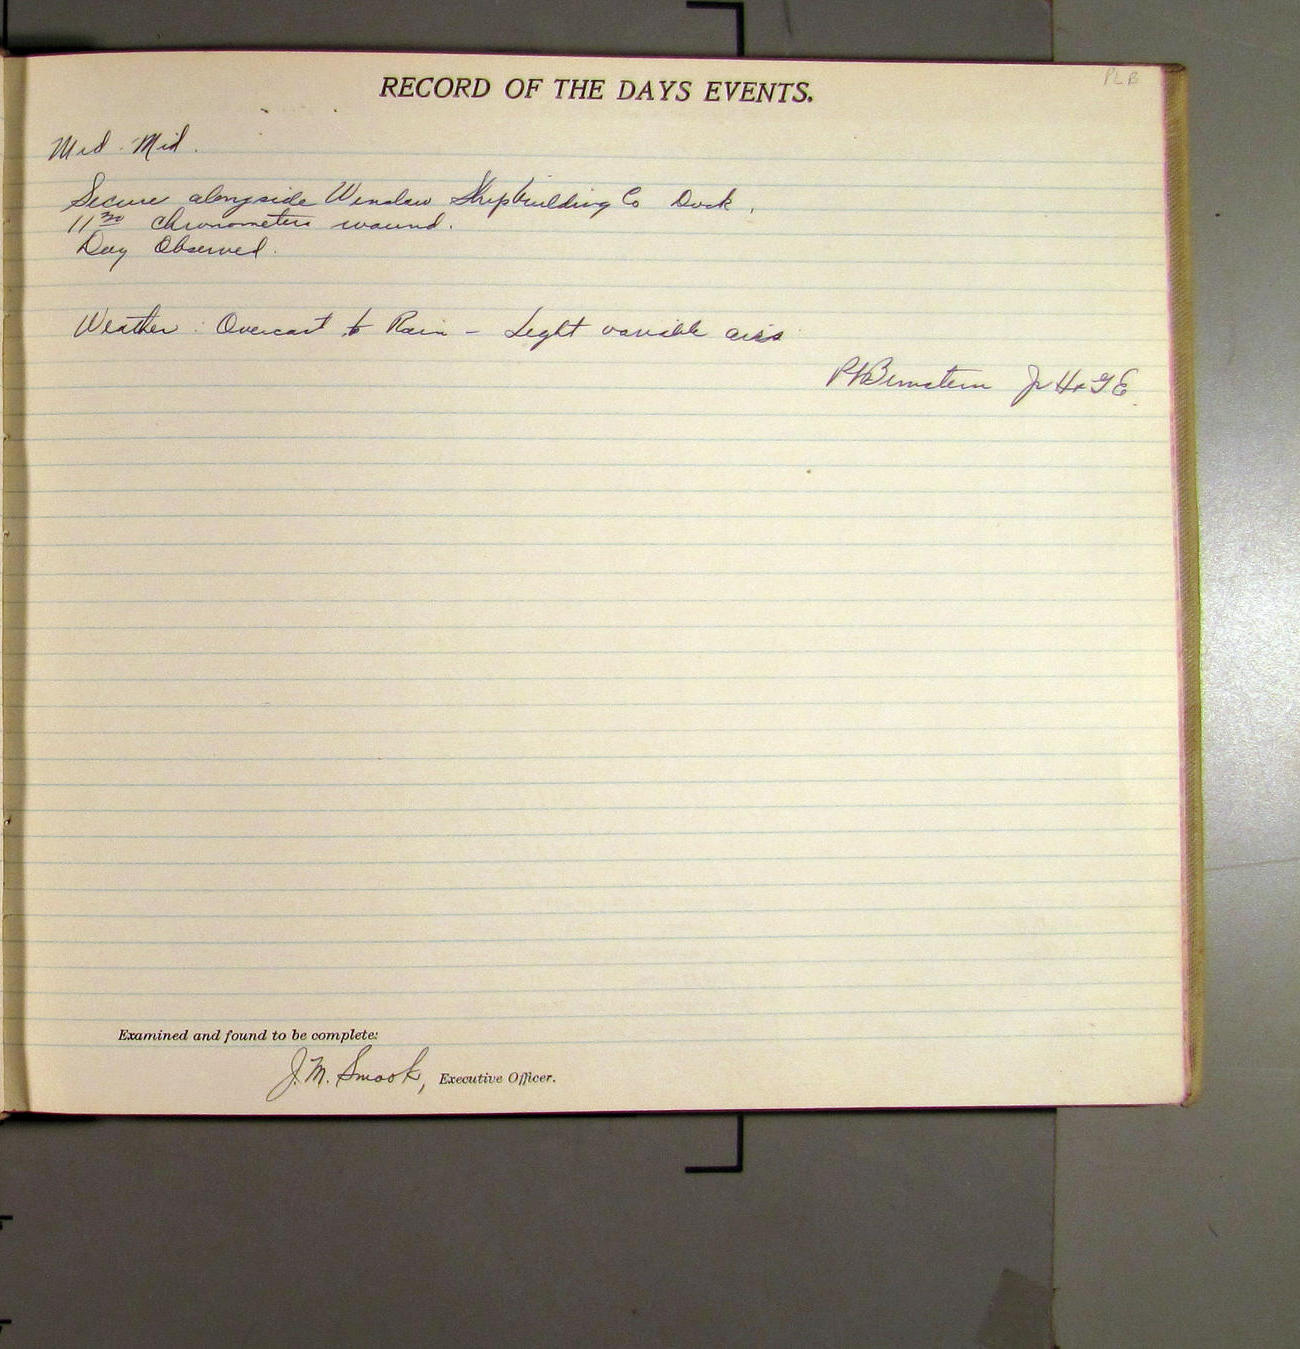 PLB
RECORD OF THE DAYS EVENTS.
Mid - Mid.
Secure alongside Winslow Shipbuilding Co Dock.
11 30 chronometers wound.
Day Observed.
Weather : Overcast to Rain - Light variable airs
Bernstein Jr H & G E.
Examined and found to be complete:
J. M. Smook, Executive Officer.